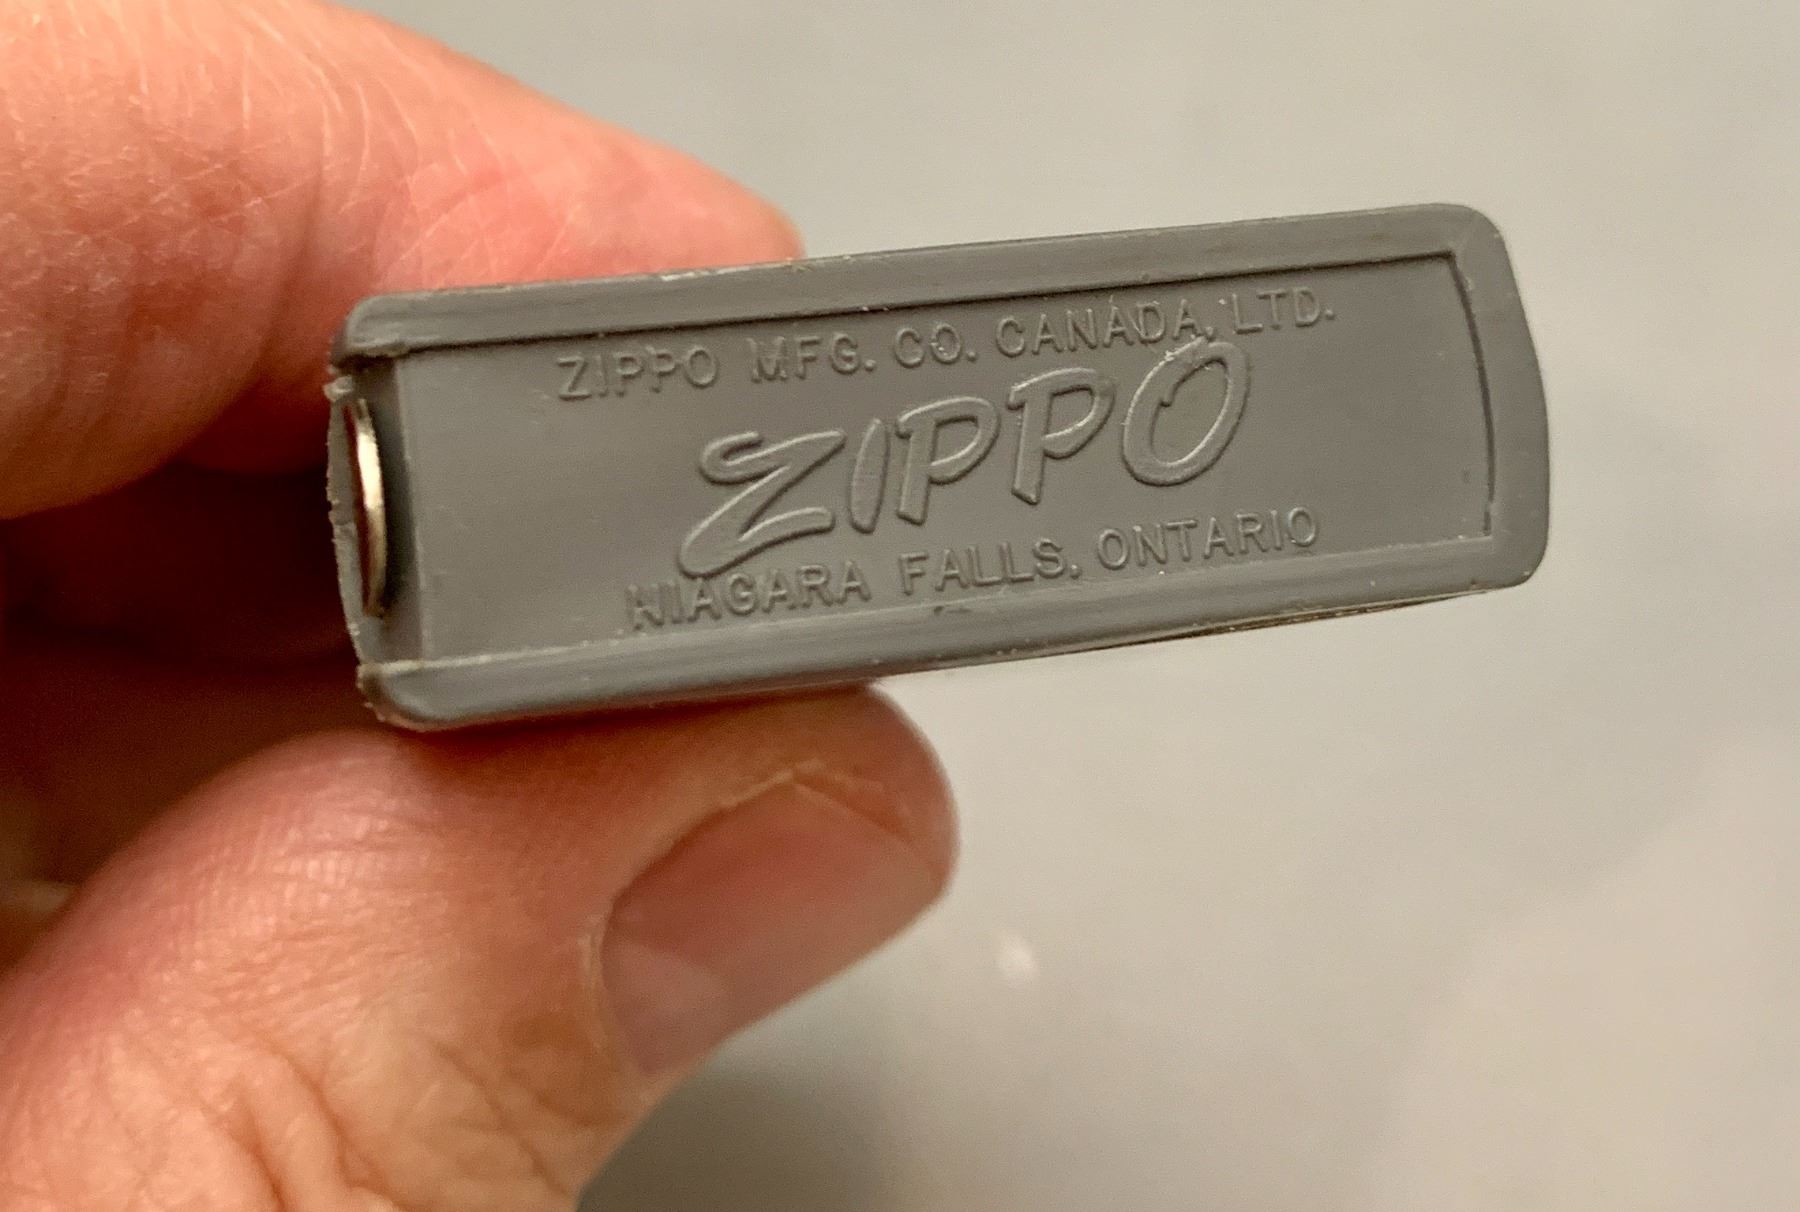 ZIPPO MFG. CO. CANADA, LTD.
ZIPPO
NIAGARA FALLS, ONTARIO